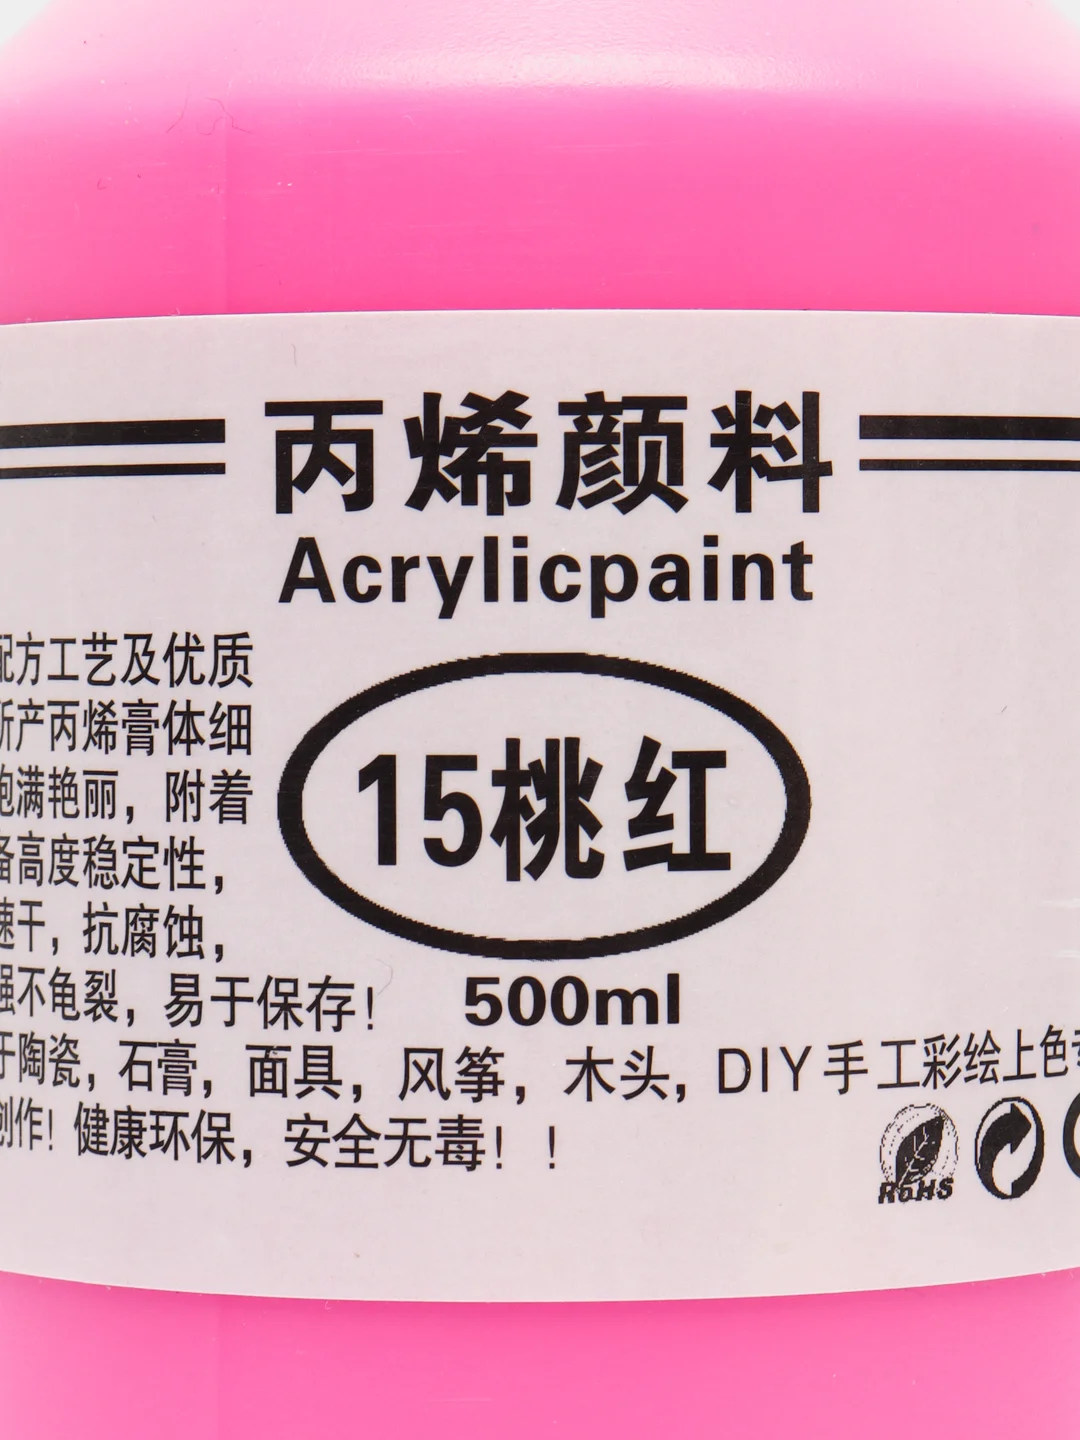 丙烯颜料
Acrylicpaint
配方工艺及优质
所产丙烯膏体细
饱满艳丽，附着
备高度稳定性，
速干，抗腐蚀，
强不龟裂，易于保存！
15桃红
500ml
于陶瓷，石膏，面具，风筝，木头，DIY手工彩绘上色
创作！健康环保，安全无毒！！
RoHS